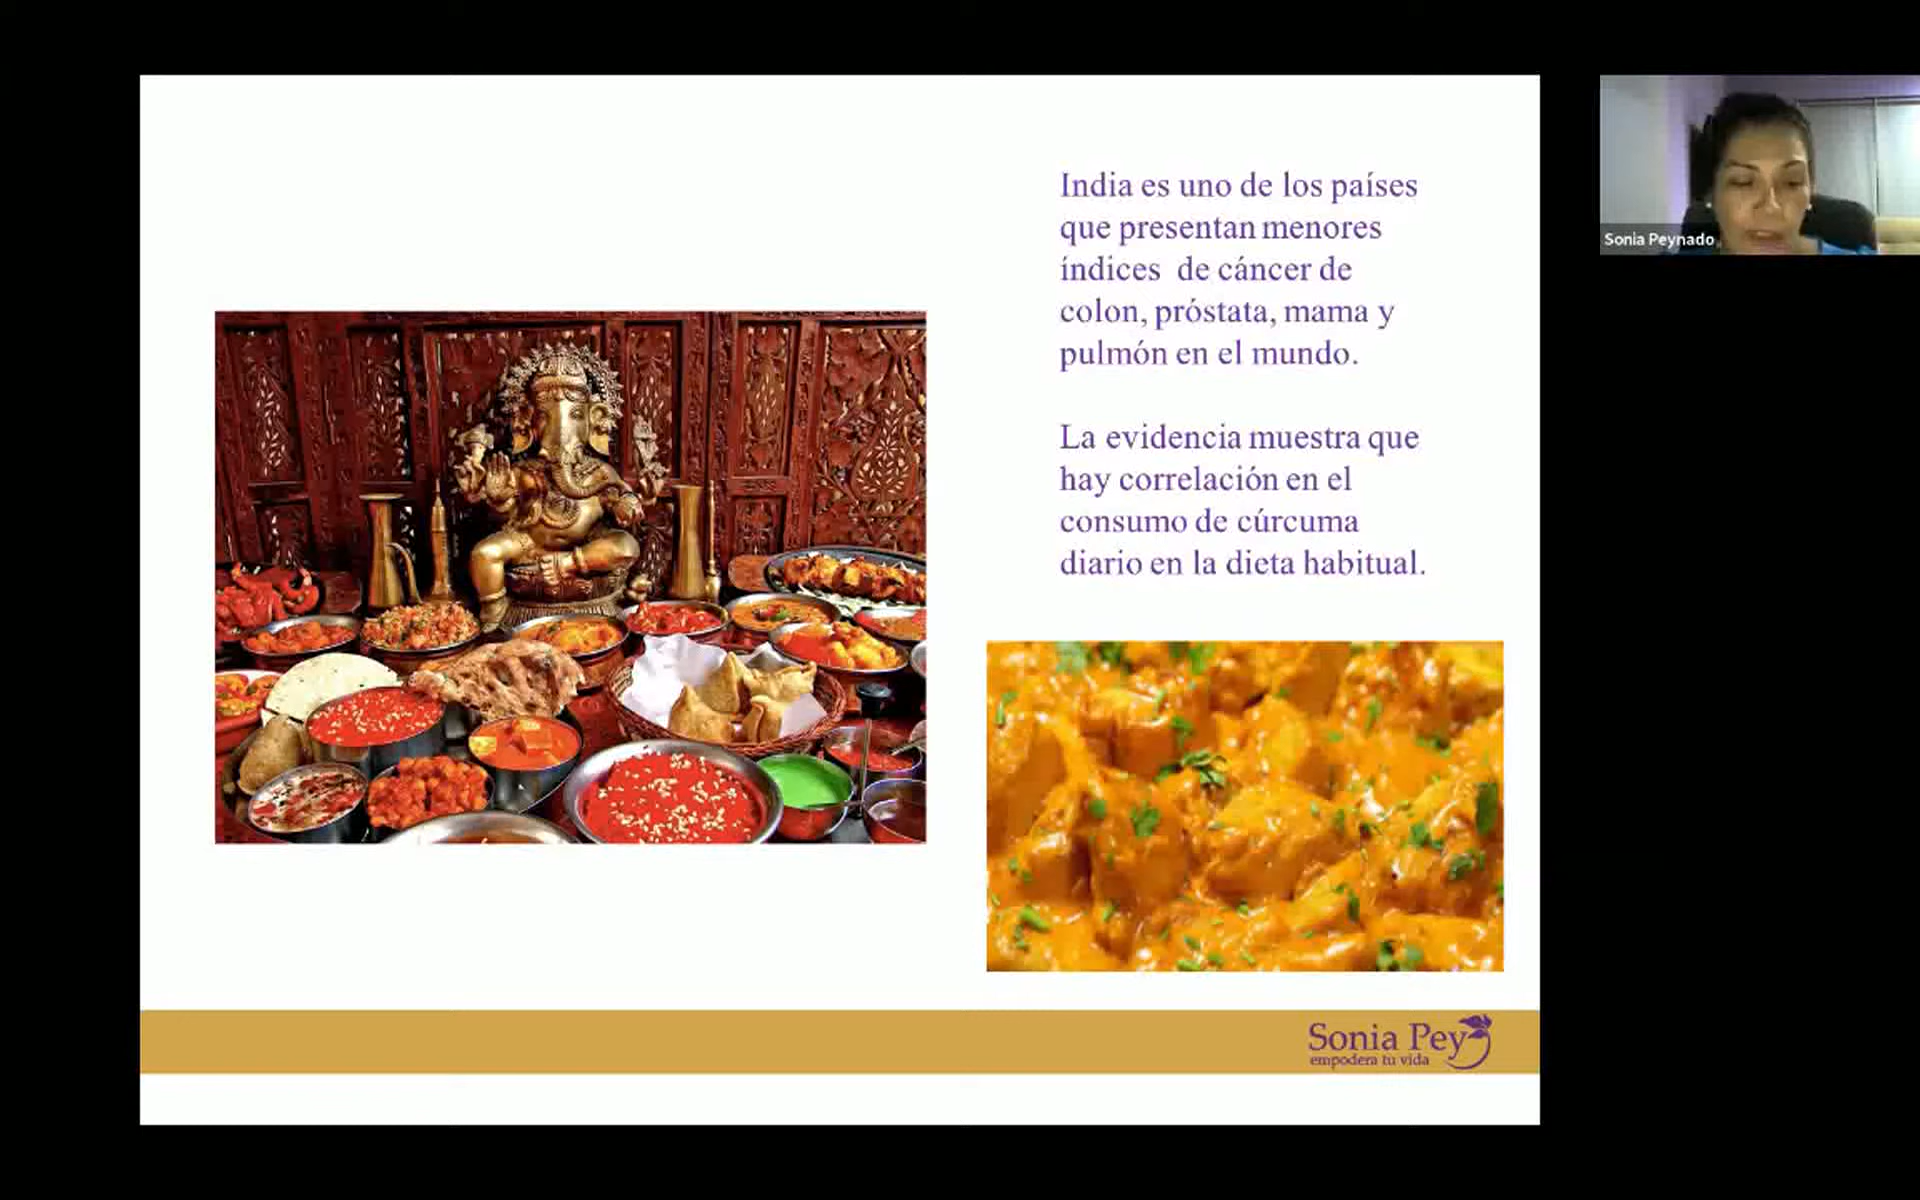 India es uno de los países
que presentan menores
índices de cáncer de
colon, próstata, mama y
pulmón en el mundo.
La evidencia muestra que
hay correlación en el
consumo de cúrcuma
diario en la dieta habitual.
Sonia Peynado
Sonia Pey
empodera tu vida